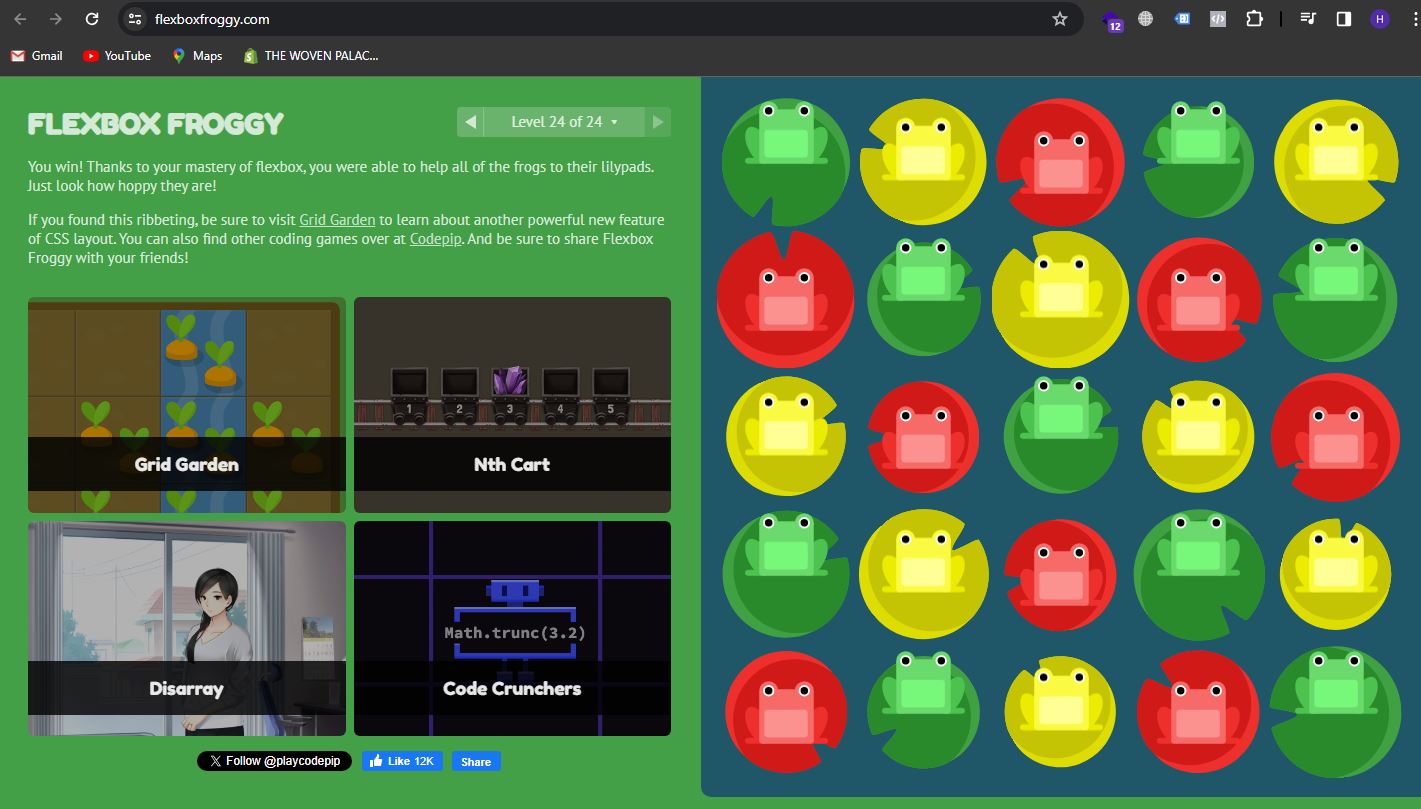 flexboxfroggy.com
12
H
Gmail
YouTube
Maps
THE WOVEN PALAC...
FLEXBOX FROGGY
Level 24 of 24
You win! Thanks to your mastery of flexbox, you were able to help all of the frogs to their lilypads.
Just look how hoppy they are!
If you found this ribbeting, be sure to visit Grid Garden to learn about another powerful new feature
of CSS layout. You can also find other coding games over at Codepip. And be sure to share Flexbox
Froggy with your friends!
1 2 3 4 5
Grid Garden
Nth Cart
Math.trunc(3.2)
Disarray
Code Crunchers
X Follow @playcodepip
Like 12K
Share